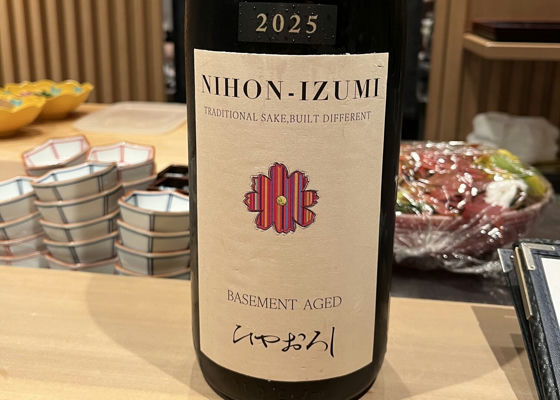 2025
NIHON-IZUMI
TRADITIONAL SAKE,BUILT DIFFERENT
BASEMENT AGED
ひやおろし